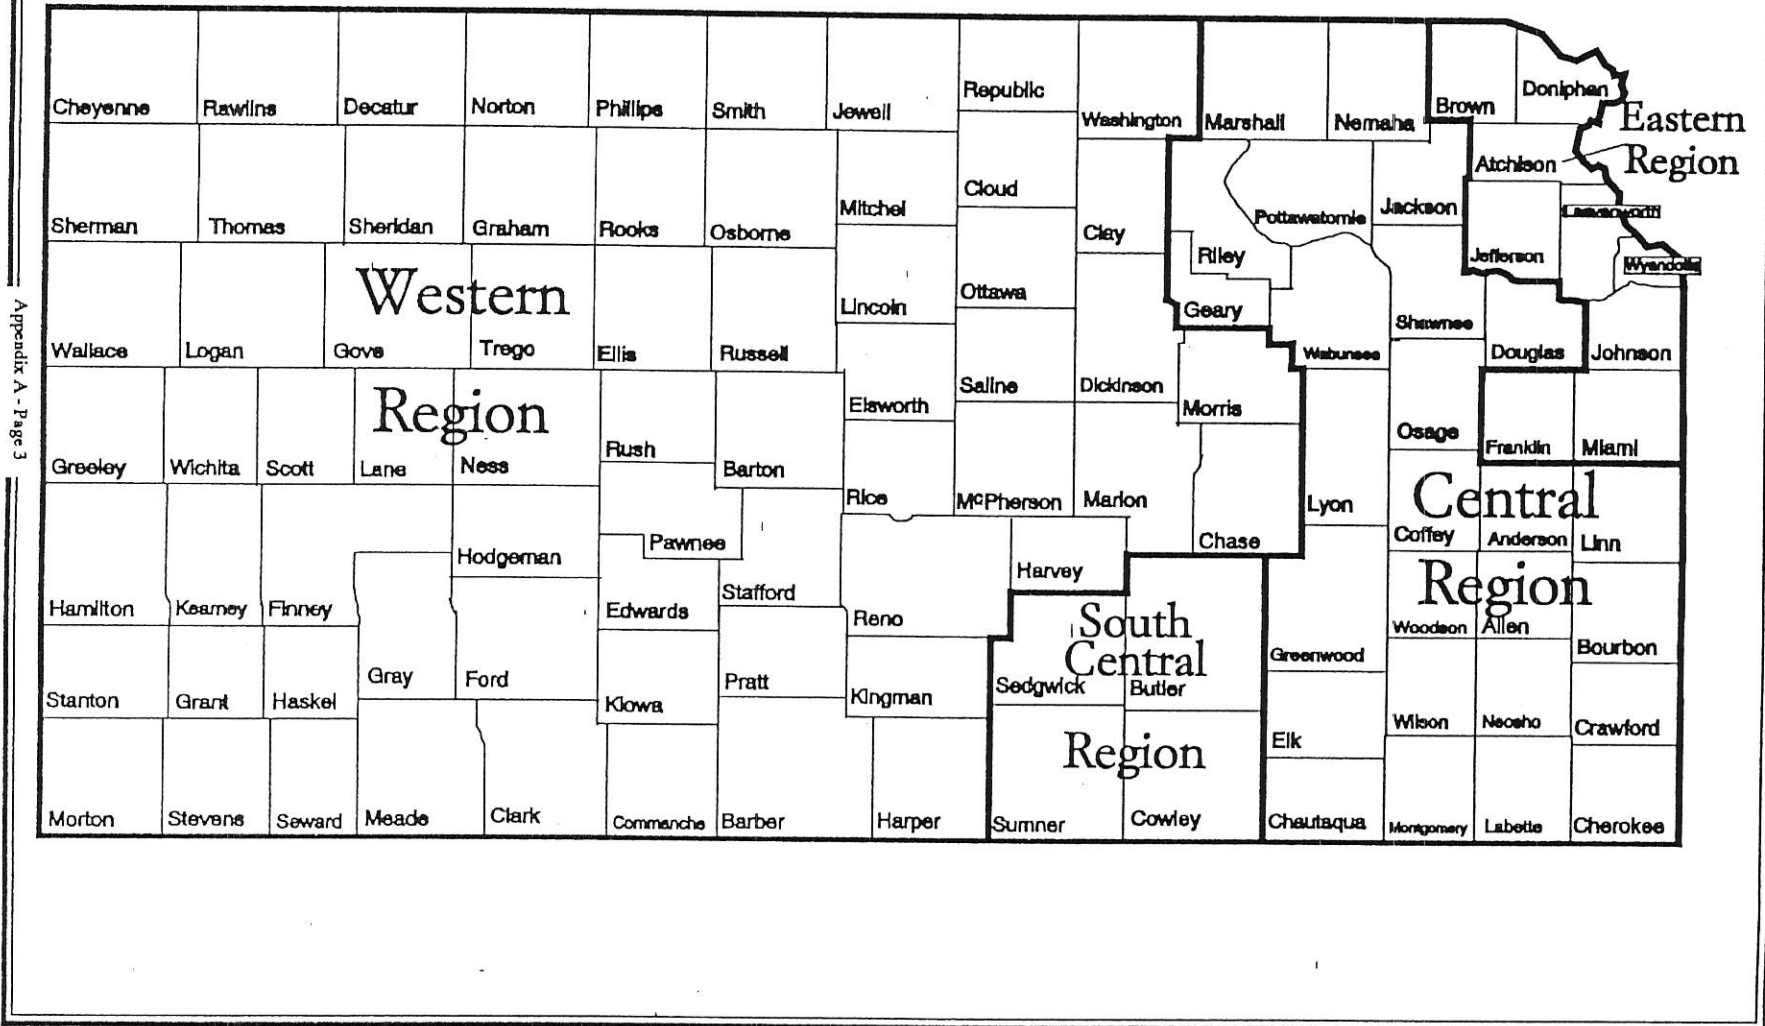 Appendix A - Page 3
Cheyenne Rawlins Decatur Norton Phillips Smith Jewell Republic Washington Marshall Nemaha Brown Doniphan
Eastern
Region
Sherman Thomas Sheridan Graham Rooks Osborne Mitchel Cloud Clay Riley Pottawatomie Jackson Atchison Jefferson Leavenworth Wyandotte
Western
Region
Wallace Logan Gove Trego Ellis Russell Lincoln Ottawa Geary Wabunsee Shawnee Douglas Johnson
Greeley Wichita Scott Lane Ness Rush Barton Elsworth Saline Dickinson Morris Osage Franklin Miami
Rice McPherson Marion Chase Lyon Coffey Anderson Linn
Central
Region
Hamilton Kearney Finney Hodgeman Pawnee Edwards Stafford Reno Harvey Greenwood Woodson Allen Bourbon
South
Central
Region
Stanton Grant Haskel Gray Ford Kiowa Pratt Kingman Sedgwick Butler Elk Wilson Neosho Crawford
Morton Stevens Seward Meade Clark Commanche Barber Harper Sumner Cowley Chautaqua Montgomery Labette Cherokee